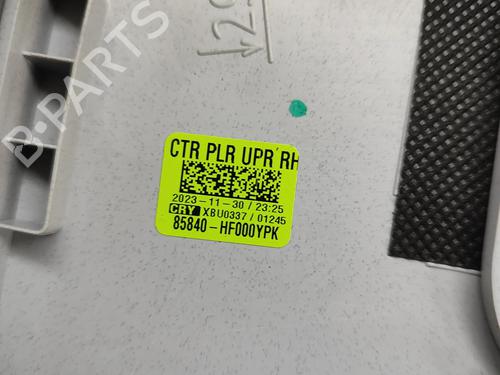 B-PARTS
CTR PLR UPR RH
2023-11-30 / 23:25
CRY XBU0337 / 01245
85840-HF000YPK